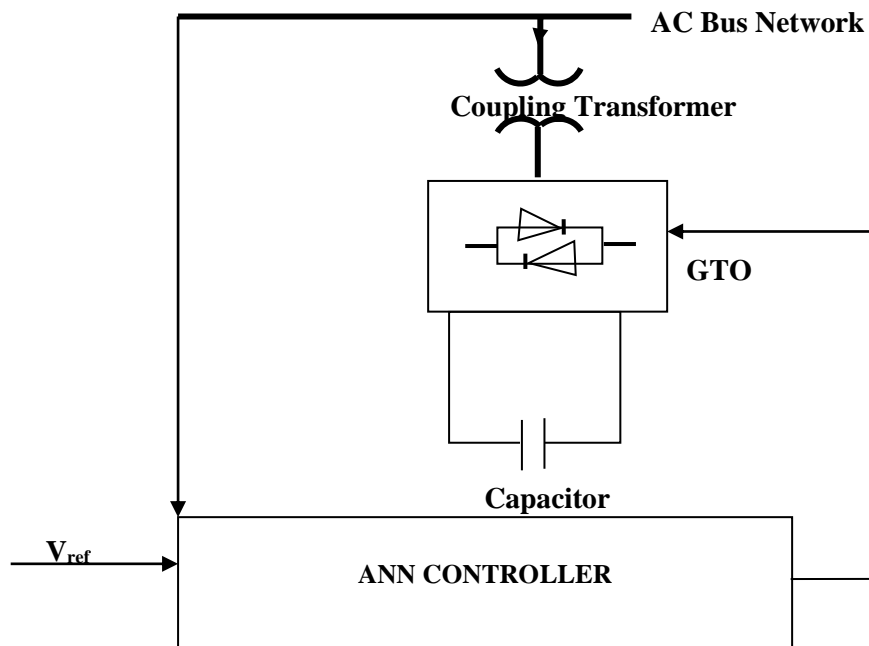 AC Bus Network
Coupling Transformer
GTO
Capacitor
Vref
ANN CONTROLLER